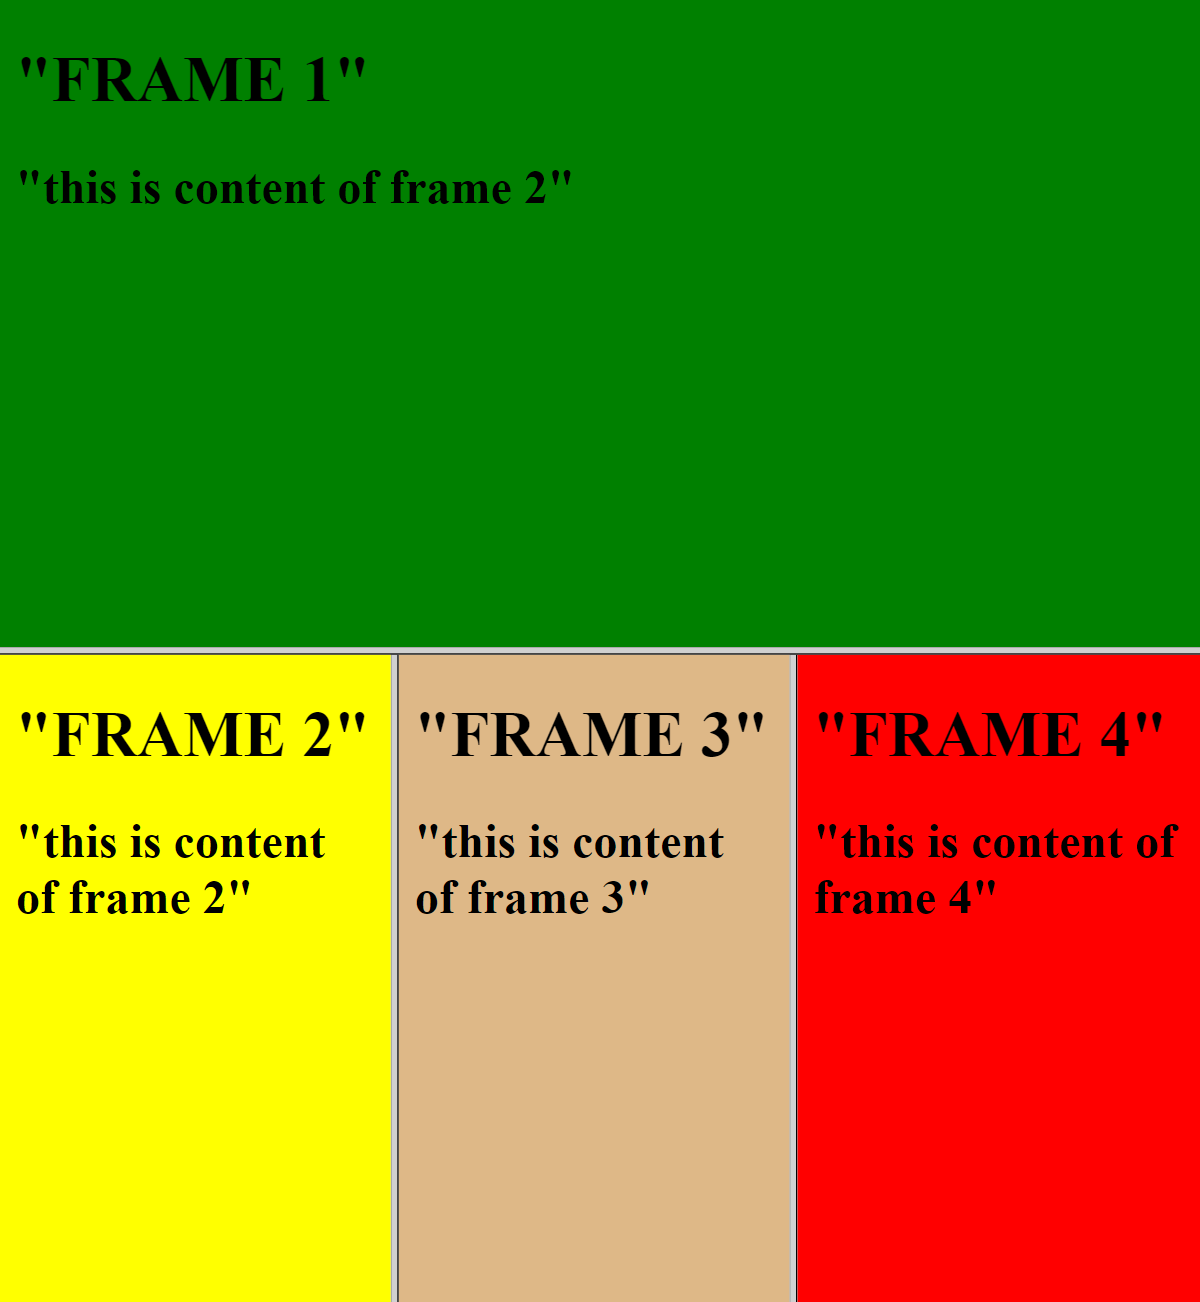 "FRAME 1"
"this is content of frame 2"
"FRAME 2"
"this is content
of frame 2"
"FRAME 3"
"this is content
of frame 3"
"FRAME 4"
"this is content of
frame 4"